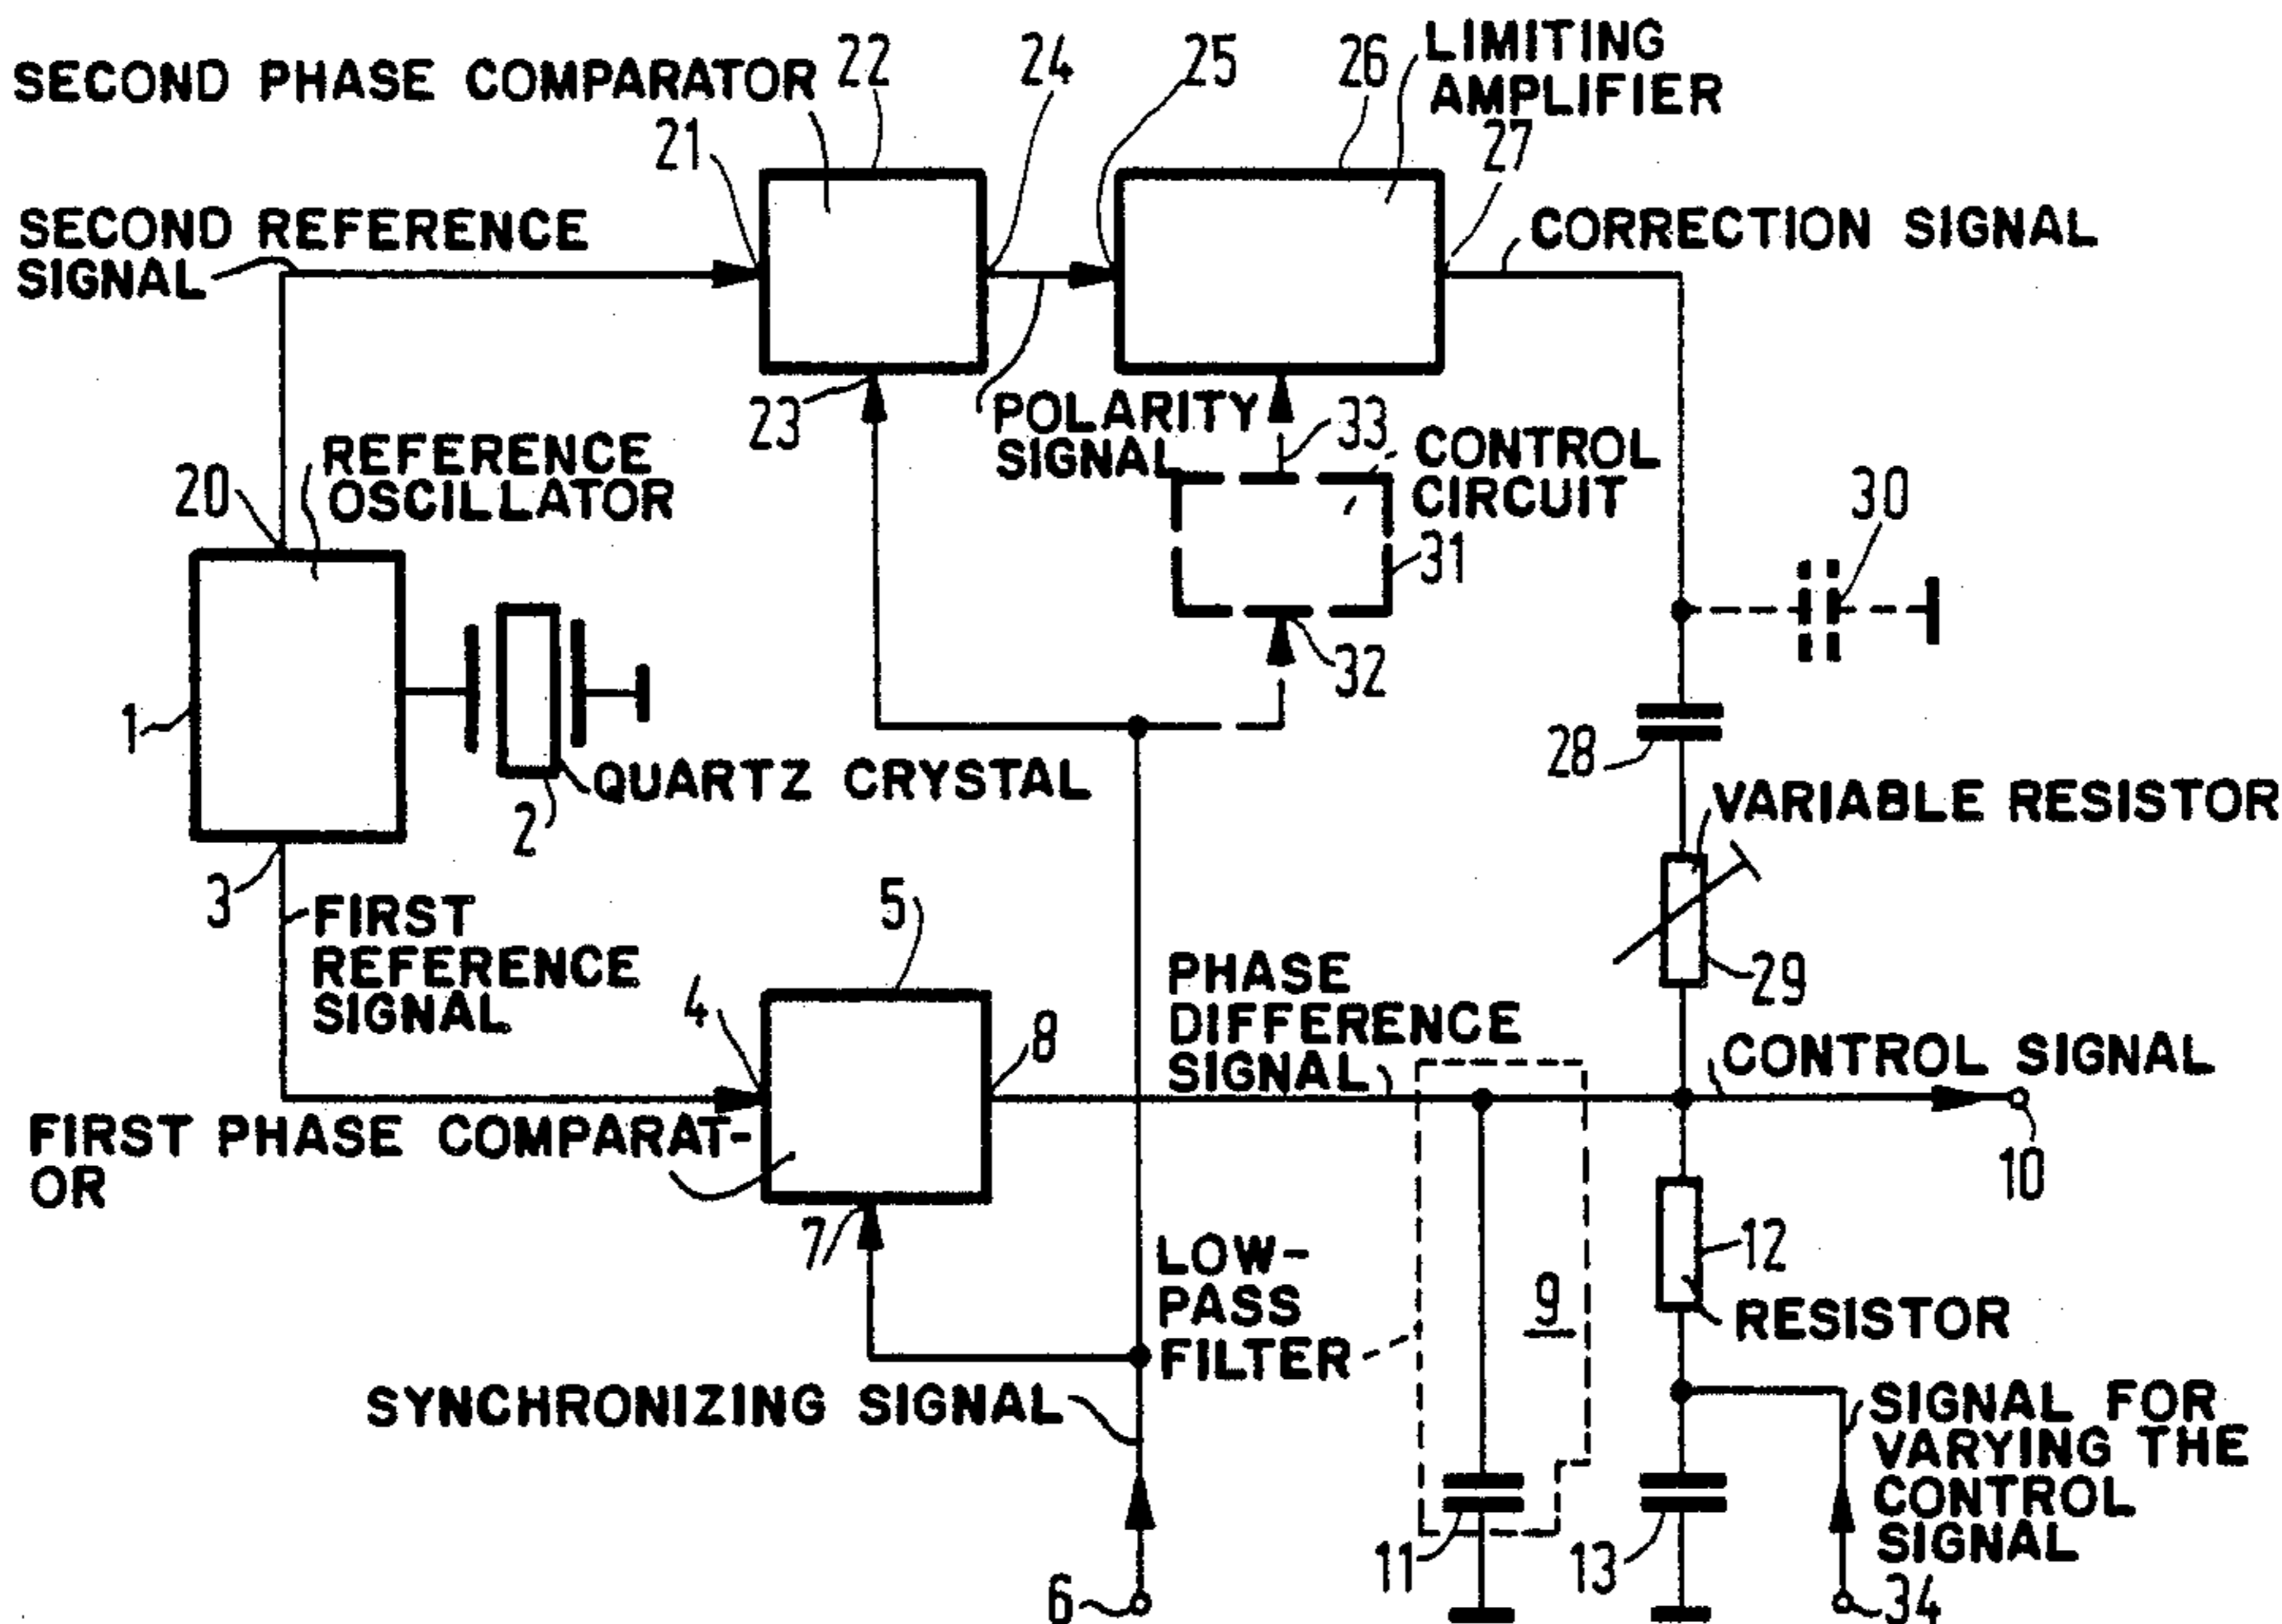 SECOND PHASE COMPARATOR
22
24
25
26
LIMITING
AMPLIFIER
21
27
SECOND REFERENCE
SIGNAL
CORRECTION SIGNAL
23
POLARITY
SIGNAL
33
CONTROL
CIRCUIT
20
REFERENCE
OSCILLATOR
30
31
32
1
28
QUARTZ CRYSTAL
2
VARIABLE RESISTOR
3
FIRST
REFERENCE
SIGNAL
5
29
4
8
PHASE
DIFFERENCE
SIGNAL
CONTROL SIGNAL
FIRST PHASE COMPARAT-
OR
10
7
LOW-
PASS
FILTER
9
12
RESISTOR
SYNCHRONIZING SIGNAL
SIGNAL FOR
VARYING THE
CONTROL
SIGNAL
11
13
6
34